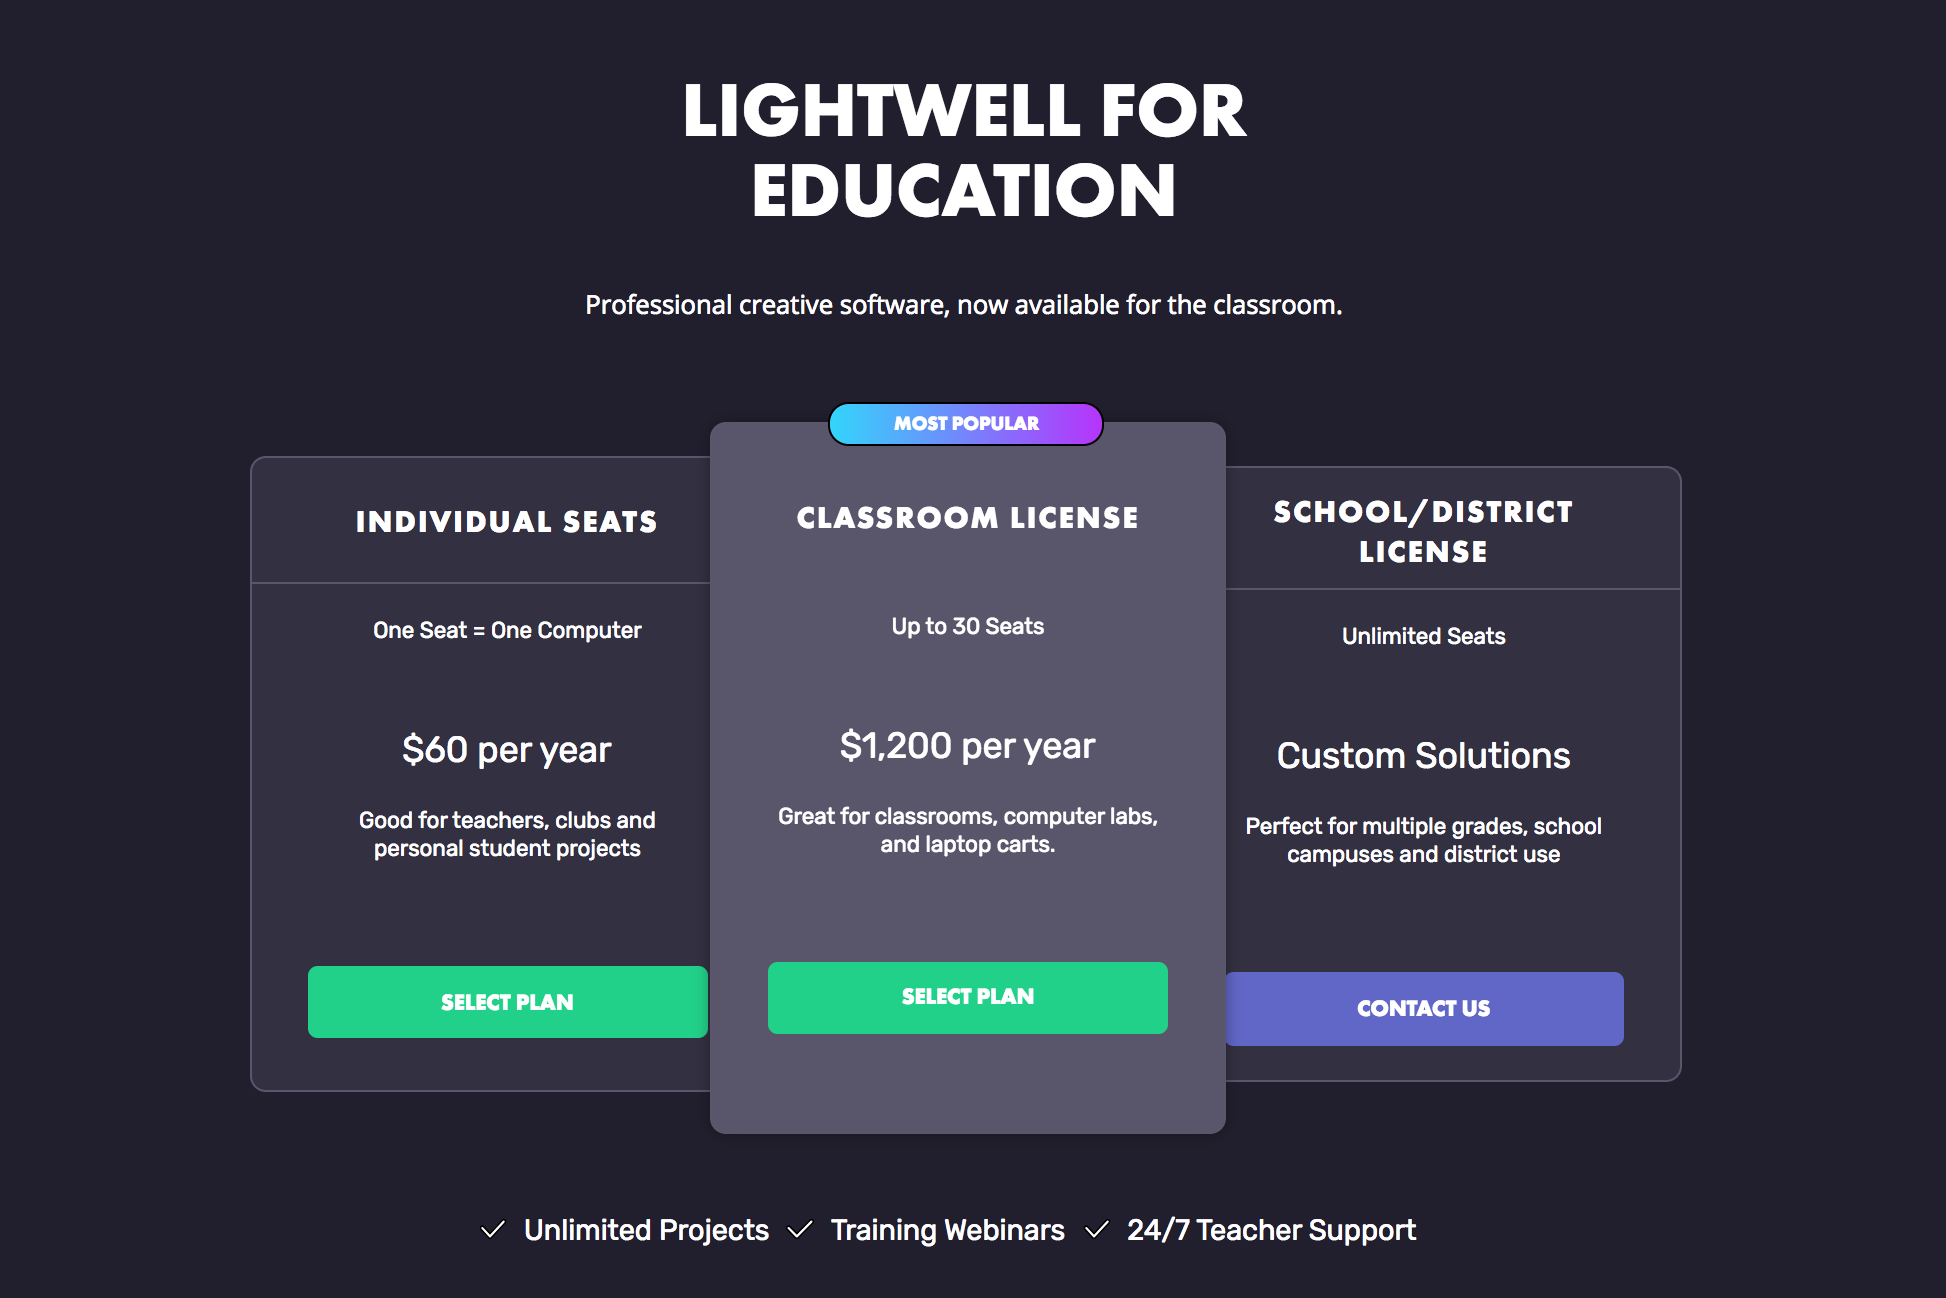 LIGHTWELL FOR
EDUCATION
Professional creative software, now available for the classroom.
INDIVIDUAL SEATS
One Seat = One Computer
$60 per year
Good for teachers, clubs and
personal student projects
SELECT PLAN
MOST POPULAR
CLASSROOM LICENSE
Up to 30 Seats
$1,200 per year
Great for classrooms, computer labs,
and laptop carts.
SELECT PLAN
SCHOOL/DISTRICT
LICENSE
Unlimited Seats
Custom Solutions
Perfect for multiple grades, school
campuses and district use
CONTACT US
Unlimited Projects
Training Webinars
24/7 Teacher Support